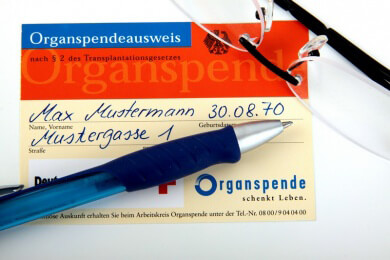 Organspendeausweis
nach § 2 des Transplantationsgesetzes
Organspend
Max Mustermann 30.08.70
Name, Vorname Geburtsdatum
Mustergasse 1
Straße
Organspende
schenkt Leben.
Auskunft erhalten Sie beim Arbeitskreis Organspende unter der Tel.-Nr. 08 00 / 9 04 04 00